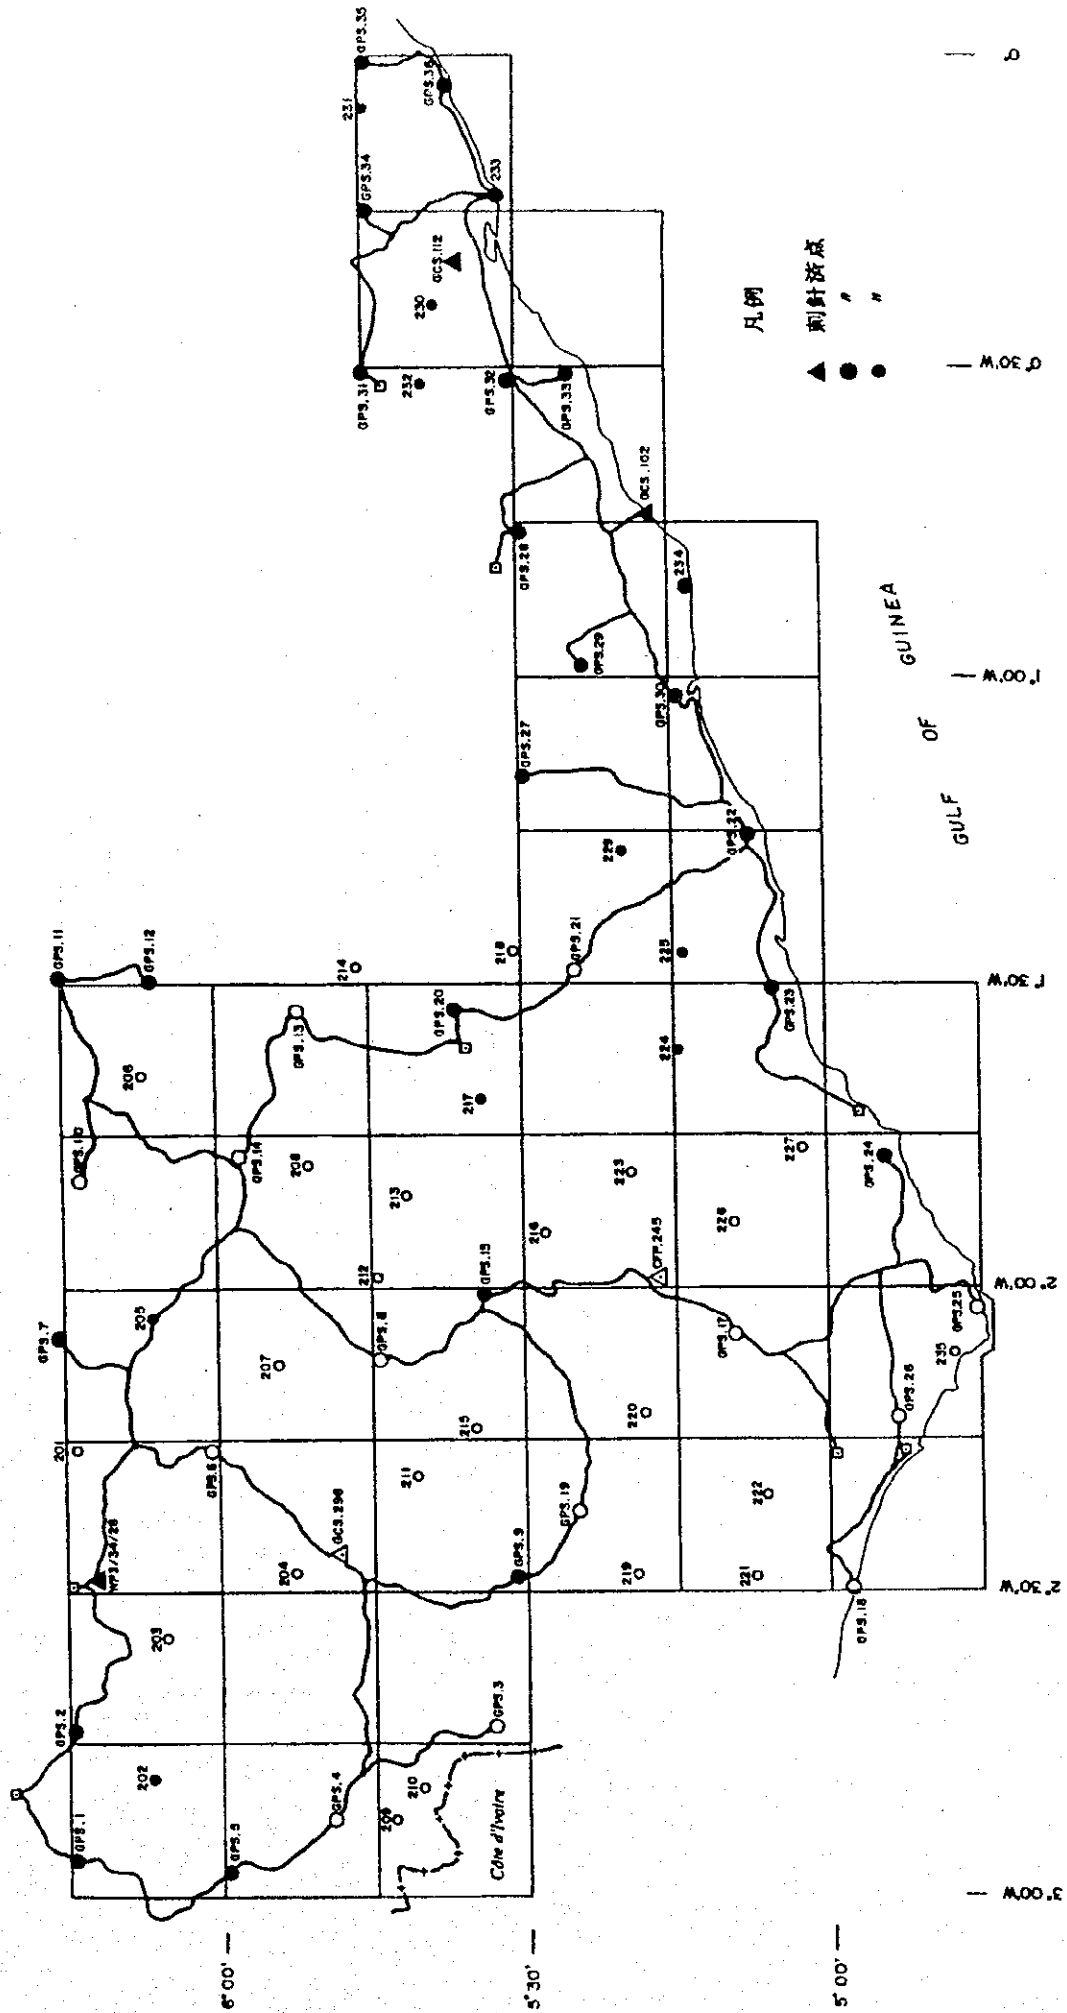 GPS.1
GPS.2
202
203
GPS.5
GPS.4
209
210
GPS.3
Côte d'Ivoire
WP3/34/28
201
GPS.6
204
GCS.296
211
215
GPS.9
GPS.19
219
220
221
222
GPS.18
GPS.7
205
207
GPS.8
212
GPS.15
GPS.17
CFP.245
GPS.26
235
GPS.25
GPS.10
206
GPS.14
208
213
216
223
226
227
GPS.24
GPS.11
GPS.12
GPS.13
214
GPS.20
217
218
GPS.21
224
225
GPS.23
229
GPS.22
GPS.27
GPS.30
GPS.29
234
GPS.28
GCS.102
GPS.31
232
GPS.32
GPS.33
230
GCS.112
GPS.34
231
233
GPS.35
GPS.36
GULF OF GUINEA
凡例
刺針済点
〃
〃
6°00'
5°30'
5°00'
3°00'W
2°30'W
2°00'W
1°30'W
1°00'W
0°30'W
0°